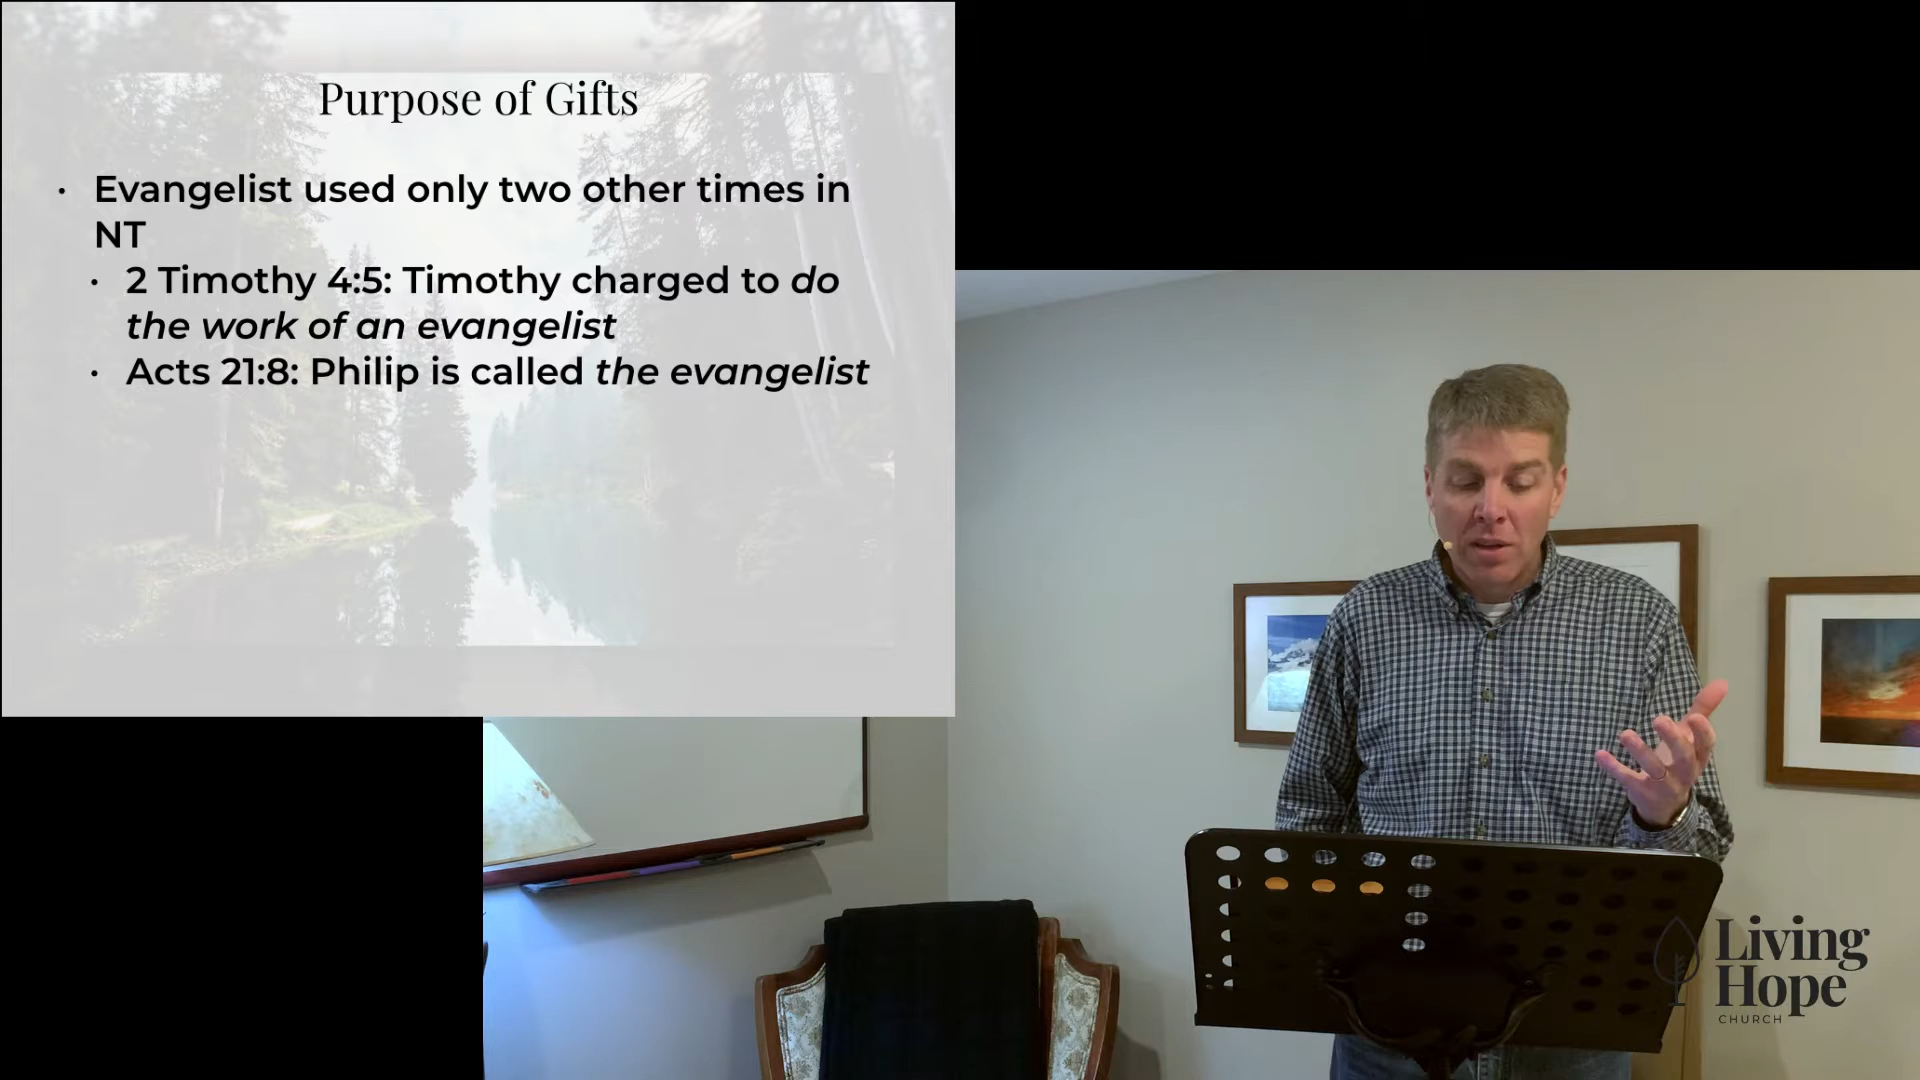 Purpose of Gifts
• Evangelist used only two other times in
NT
• 2 Timothy 4:5: Timothy charged to do
the work of an evangelist
• Acts 21:8: Philip is called the evangelist
Living
Hope
CHURCH